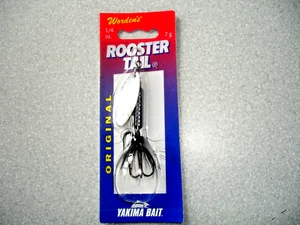 Worden's
1/4 oz. 7 g
ROOSTER
TAIL®
ORIGINAL
YAKIMA BAIT